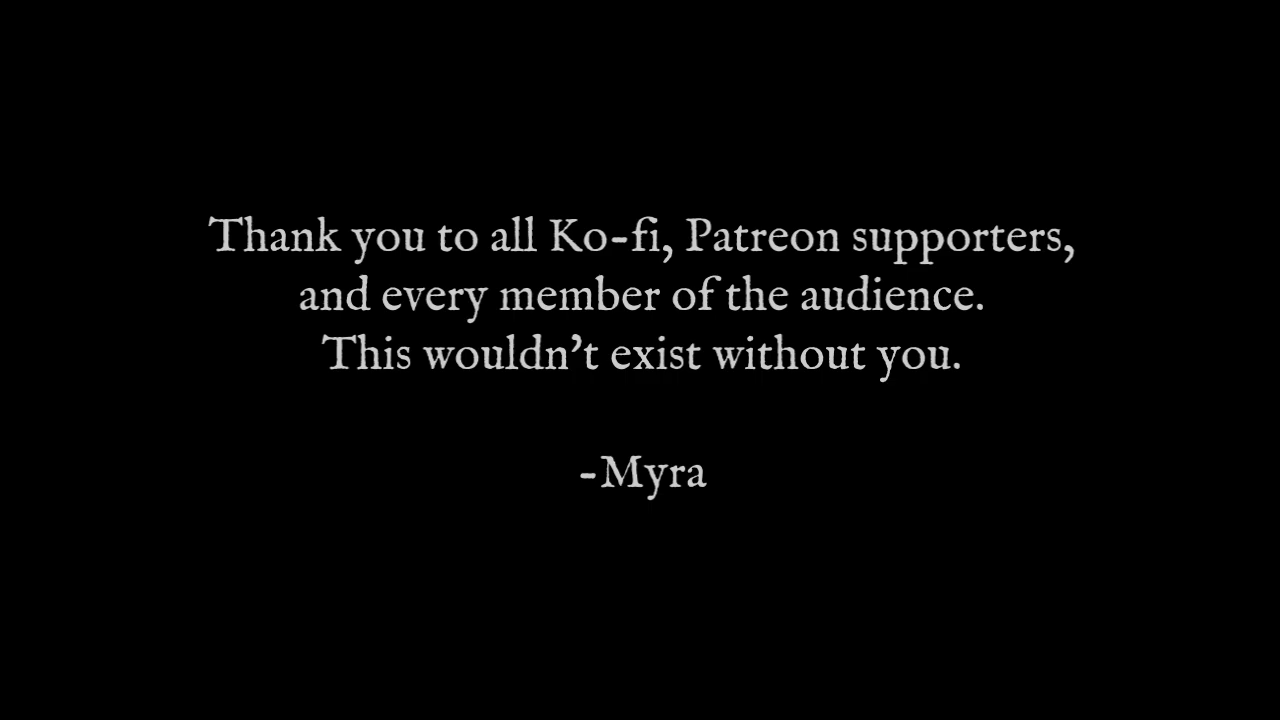 Thank you to all Ko-fi, Patreon supporters,
and every member of the audience.
This wouldn’t exist without you.
-Myra